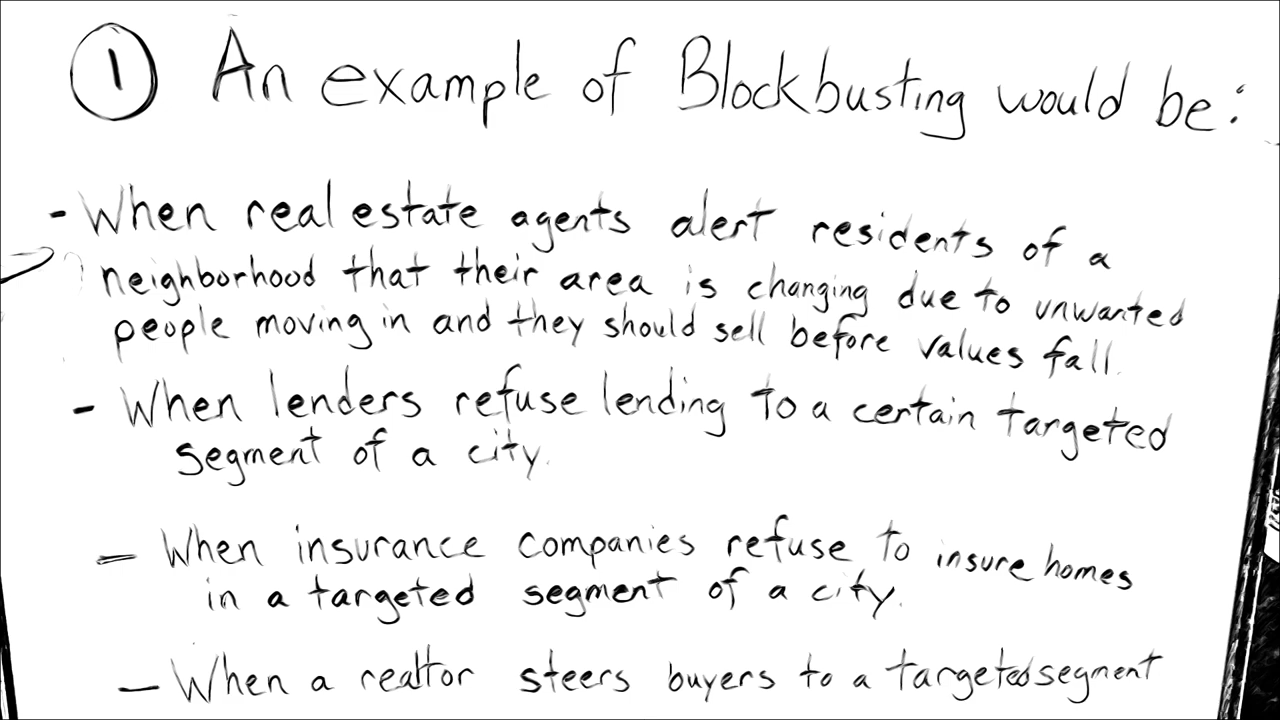 1 An example of Blockbusting would be:
- When real estate agents alert residents of a
neighborhood that their area is changing due to unwanted
people moving in and they should sell before values fall.
- When lenders refuse lending to a certain targeted
segment of a city.
- When insurance companies refuse to insure homes
in a targeted segment of a city.
- When a realtor steers buyers to a targeted segment